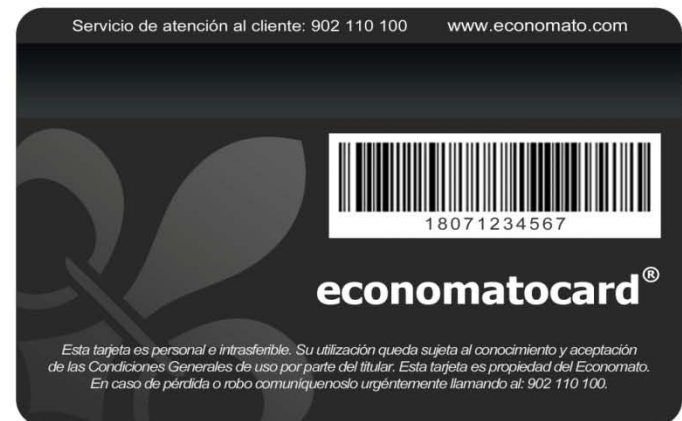 Servicio de atención al cliente: 902 110 100 www.economato.com
18071234567
economatocard®
Esta tarjeta es personal e intrasferible. Su utilización queda sujeta al conocimiento y aceptación
de las Condiciones Generales de uso por parte del titular. Esta tarjeta es propiedad del Economato.
En caso de pérdida o robo comuníquenoslo urgéntemente llamando al: 902 110 100.